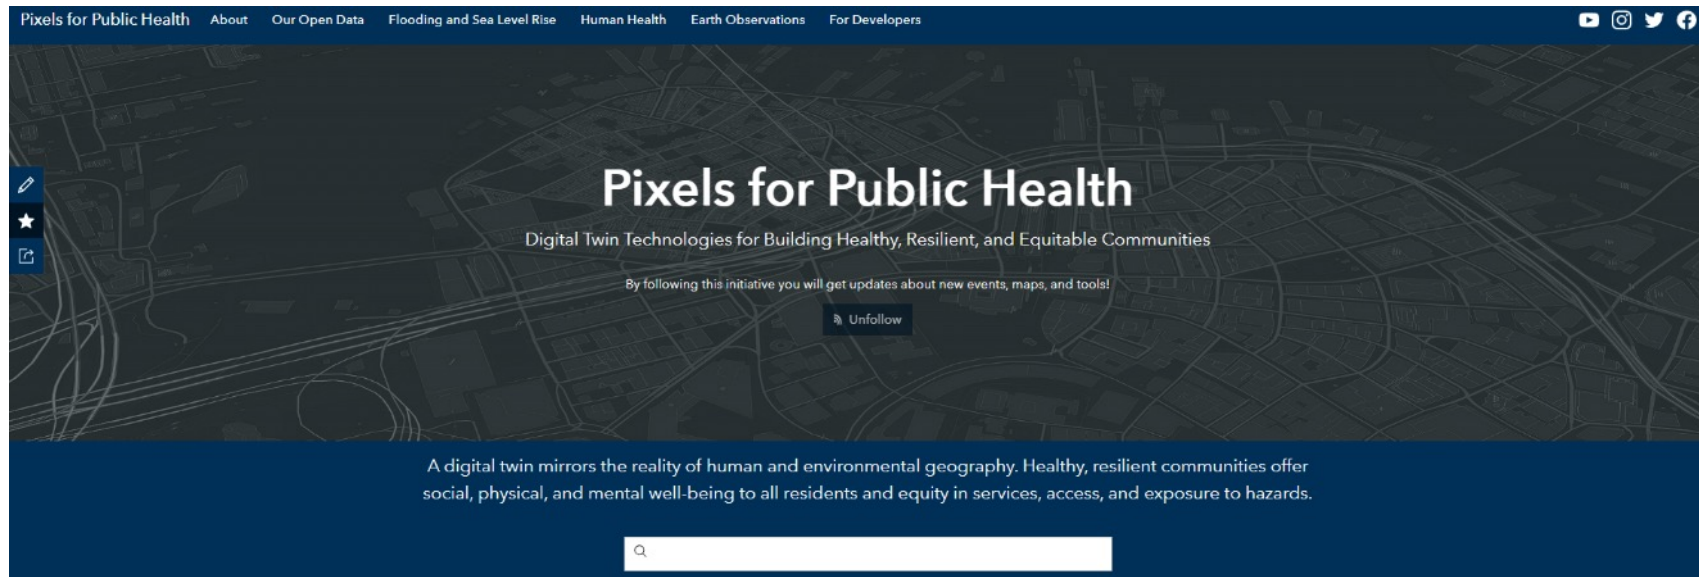 Pixels for Public Health About Our Open Data Flooding and Sea Level Rise Human Health Earth Observations For Developers
Pixels for Public Health
Digital Twin Technologies for Building Healthy, Resilient, and Equitable Communities
By following this initiative you will get updates about new events, maps, and tools!
Unfollow
A digital twin mirrors the reality of human and environmental geography. Healthy, resilient communities offer
social, physical, and mental well-being to all residents and equity in services, access, and exposure to hazards.